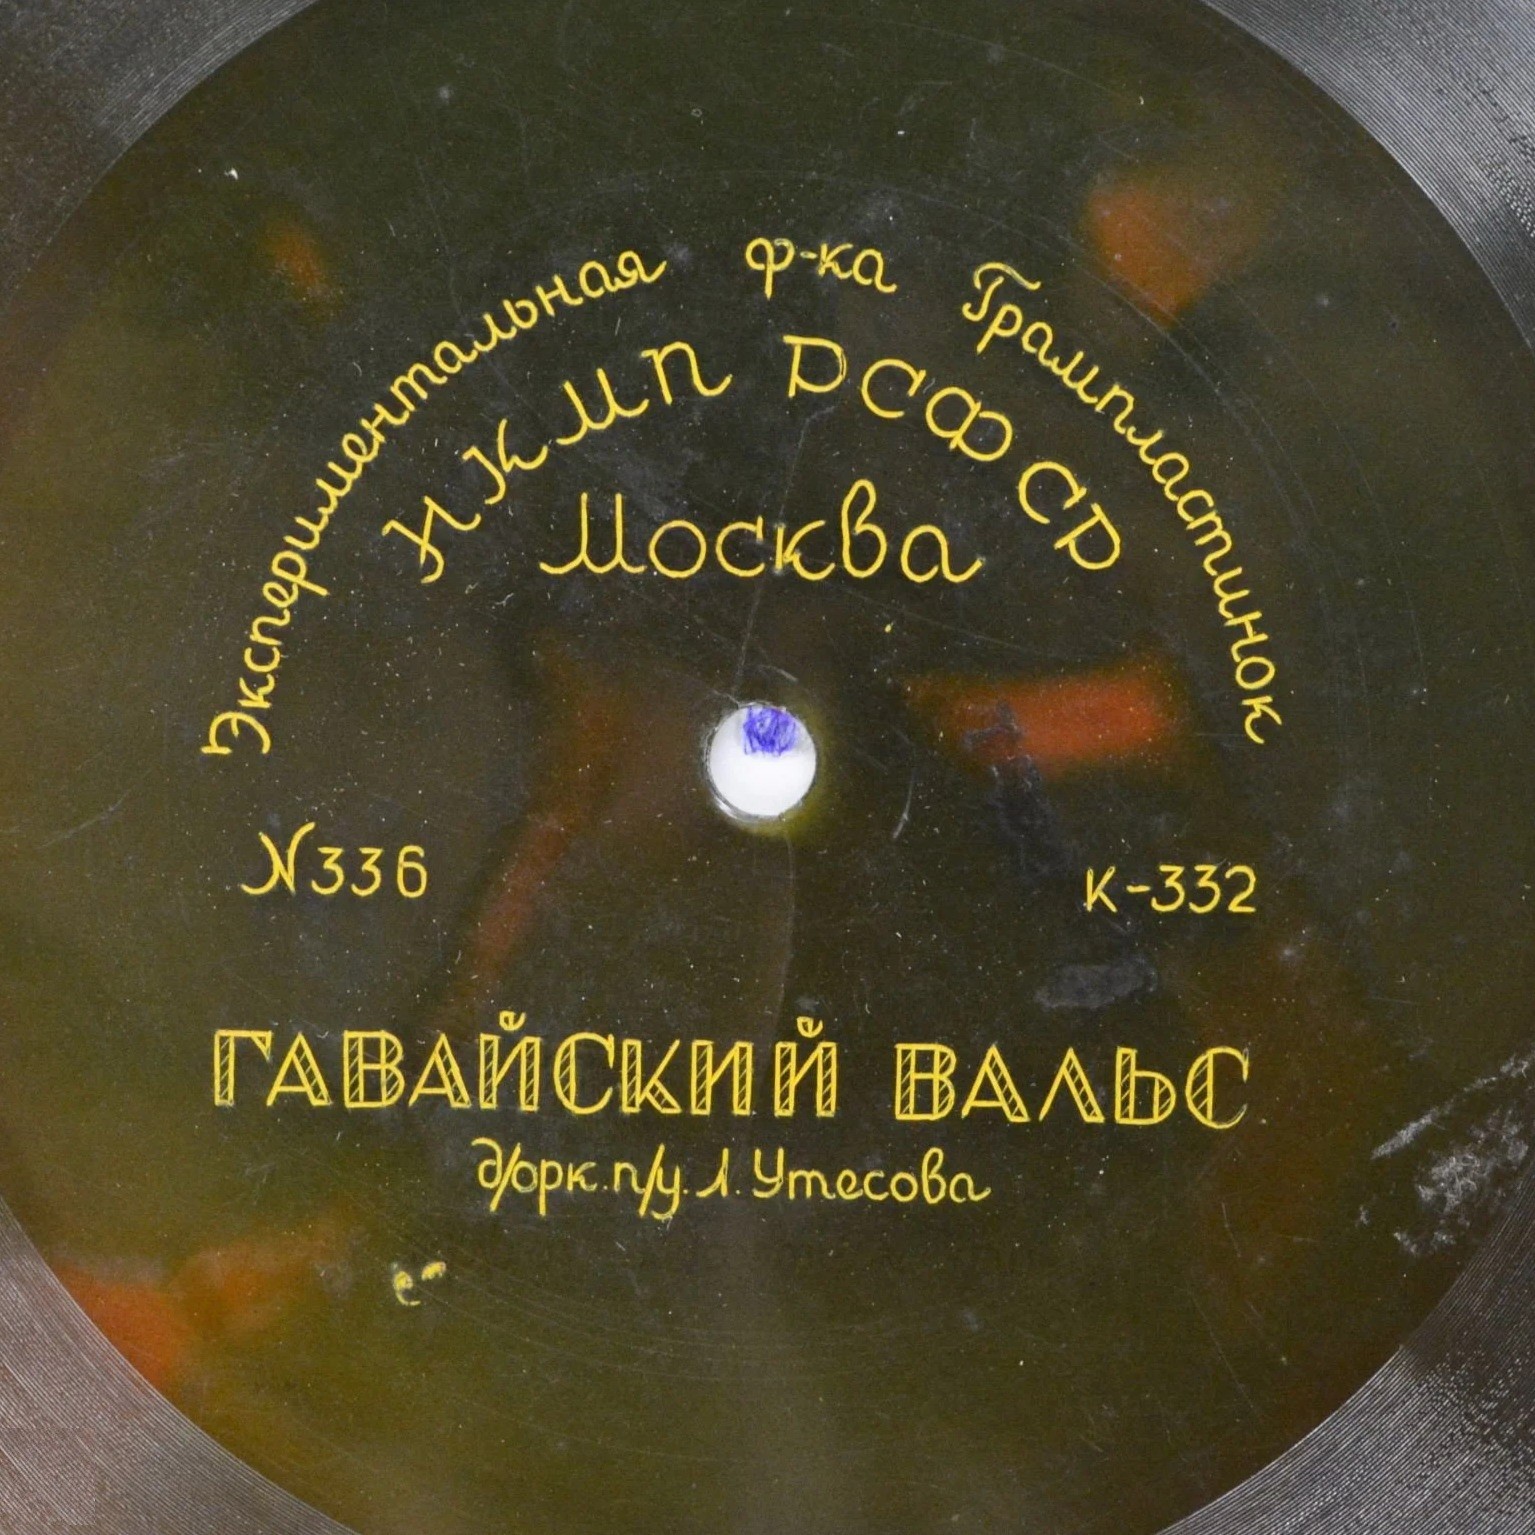 Экспериментальная ф-ка Грампластинок
НКМП РСФСР
Москва
N336
К-332
ГАВАЙСКИЙ ВАЛЬС
д/орк. п/у. Л. Утесова